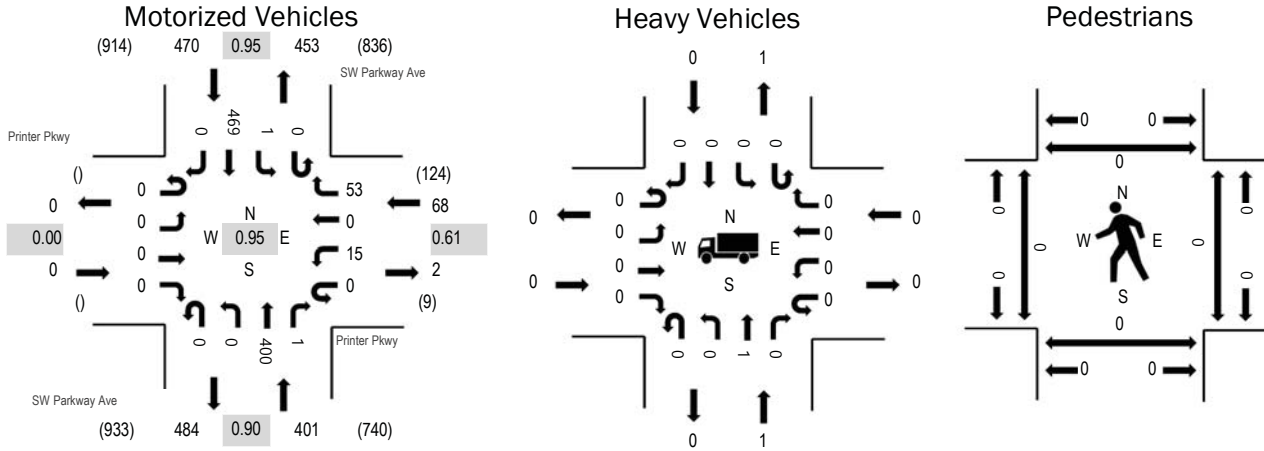 Motorized Vehicles
(914) 470 0.95 453 (836)
SW Parkway Ave
0 469 1 0
Printer Pkwy
() 0 53 (124)
0 0 0 68
0.00 N W 0.95 E S 0.61
0 0 15 2
() 0 0 (9)
0 0 400 1
Printer Pkwy
SW Parkway Ave
(933) 484 0.90 401 (740)
Heavy Vehicles
0 1
0 0 0 0
0 0
0 0 0 0
N W E S
0 0 0 0
0 0
0 0 1 0
0 1
Pedestrians
0 0
0
0 N 0
0 W E 0
0 S 0
0
0 0